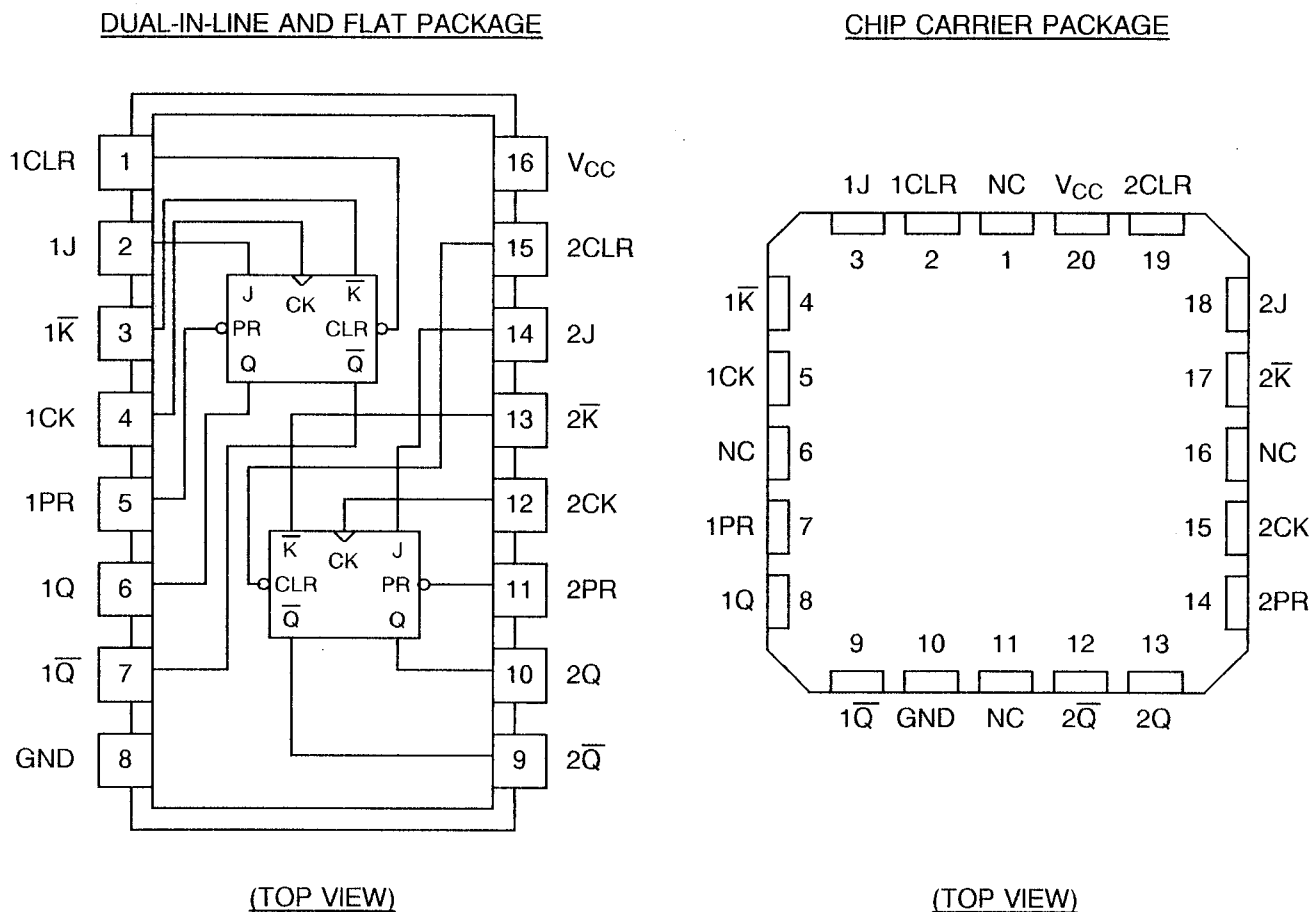 DUAL-IN-LINE AND FLAT PACKAGE
1CLR 1 16 VCC
1J 2 15 2CLR
1K̅ 3 14 2J
1CK 4 13 2K̅
1PR 5 12 2CK
1Q 6 11 2PR
1Q̅ 7 10 2Q
GND 8 9 2Q̅
J CK K̅
PR CLR
Q Q̅
K̅ CK J
CLR PR
Q̅ Q
(TOP VIEW)
CHIP CARRIER PACKAGE
1J 1CLR NC VCC 2CLR
3 2 1 20 19
1K̅ 4 18 2J
1CK 5 17 2K̅
NC 6 16 NC
1PR 7 15 2CK
1Q 8 14 2PR
9 10 11 12 13
1Q̅ GND NC 2Q̅ 2Q
(TOP VIEW)